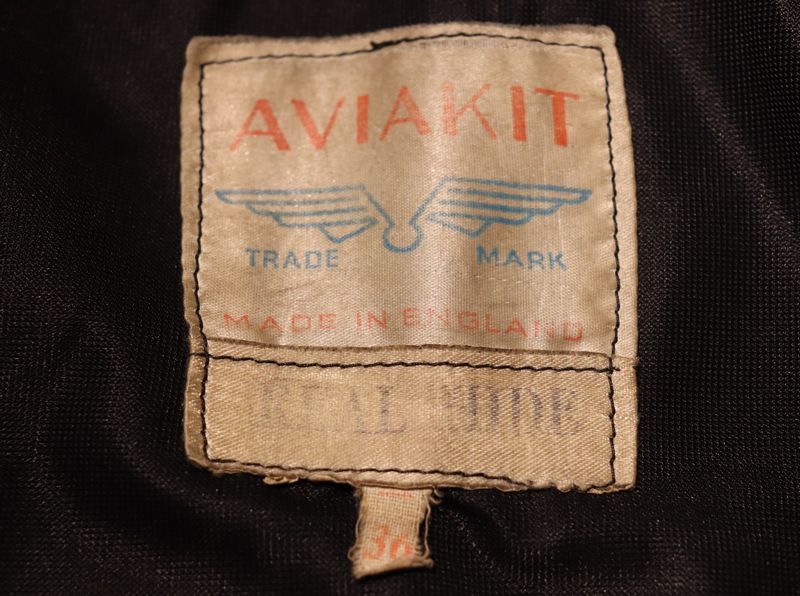 AVIAKIT
TRADE MARK
MADE IN ENGLAND
REAL HIDE
36